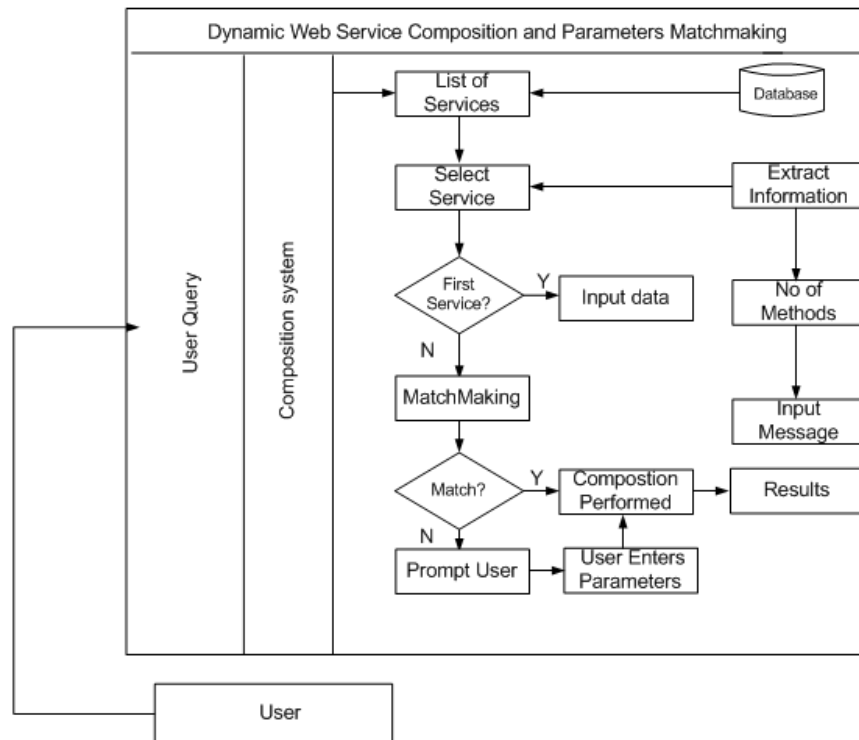 Dynamic Web Service Composition and Parameters Matchmaking
User Query
Composition system
List of
Services
Database
Select
Service
Extract
Information
First
Service?
Y
Input data
No of
Methods
N
MatchMaking
Input
Message
Match?
Y
Compostion
Performed
Results
N
Prompt User
User Enters
Parameters
User